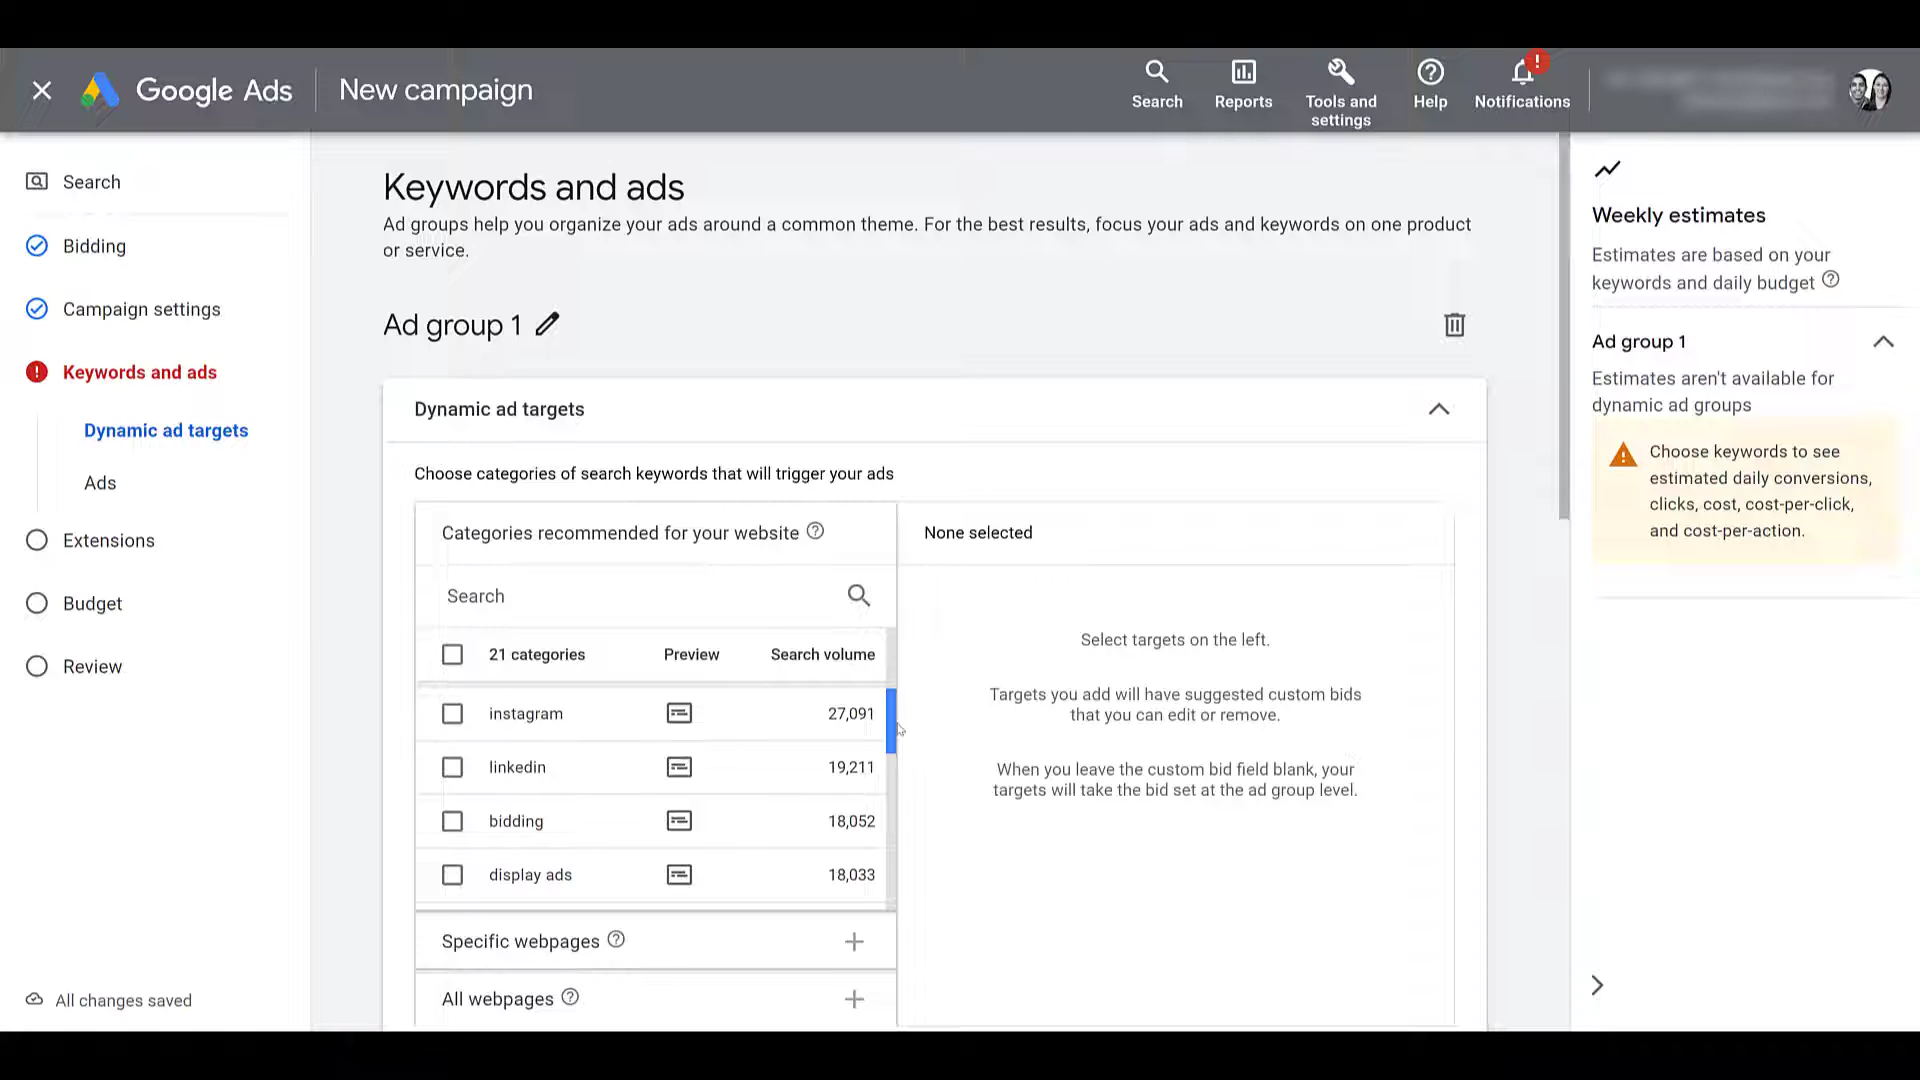 Google Ads
New campaign
Search
Reports
Tools and
settings
Help
!
Notifications
Search
Bidding
Campaign settings
!
Keywords and ads
Dynamic ad targets
Ads
Extensions
Budget
Review
All changes saved
Keywords and ads
Ad groups help you organize your ads around a common theme. For the best results, focus your ads and keywords on one product
or service.
Ad group 1
Dynamic ad targets
Choose categories of search keywords that will trigger your ads
Categories recommended for your website
Search
21 categories Preview Search volume
instagram 27,091
linkedin 19,211
bidding 18,052
display ads 18,033
Specific webpages
All webpages
None selected
Select targets on the left.
Targets you add will have suggested custom bids
that you can edit or remove.
When you leave the custom bid field blank, your
targets will take the bid set at the ad group level.
Weekly estimates
Estimates are based on your
keywords and daily budget
Ad group 1
Estimates aren't available for
dynamic ad groups
Choose keywords to see
estimated daily conversions,
clicks, cost, cost-per-click,
and cost-per-action.